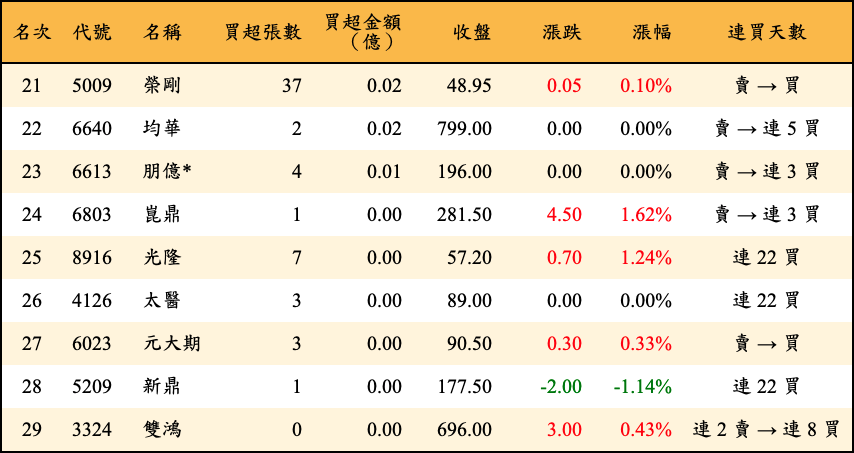 名次 代號 名稱 買超張數 買超金額（億） 收盤 漲跌 漲幅 連買天數
21 5009 榮剛 37 0.02 48.95 0.05 0.10% 賣 → 買
22 6640 均華 2 0.02 799.00 0.00 0.00% 賣 → 連 5 買
23 6613 朋億* 4 0.01 196.00 0.00 0.00% 賣 → 連 3 買
24 6803 崑鼎 1 0.00 281.50 4.50 1.62% 賣 → 連 3 買
25 8916 光隆 7 0.00 57.20 0.70 1.24% 連 22 買
26 4126 太醫 3 0.00 89.00 0.00 0.00% 連 22 買
27 6023 元大期 3 0.00 90.50 0.30 0.33% 賣 → 買
28 5209 新鼎 1 0.00 177.50 -2.00 -1.14% 連 22 買
29 3324 雙鴻 0 0.00 696.00 3.00 0.43% 連 2 賣 → 連 8 買